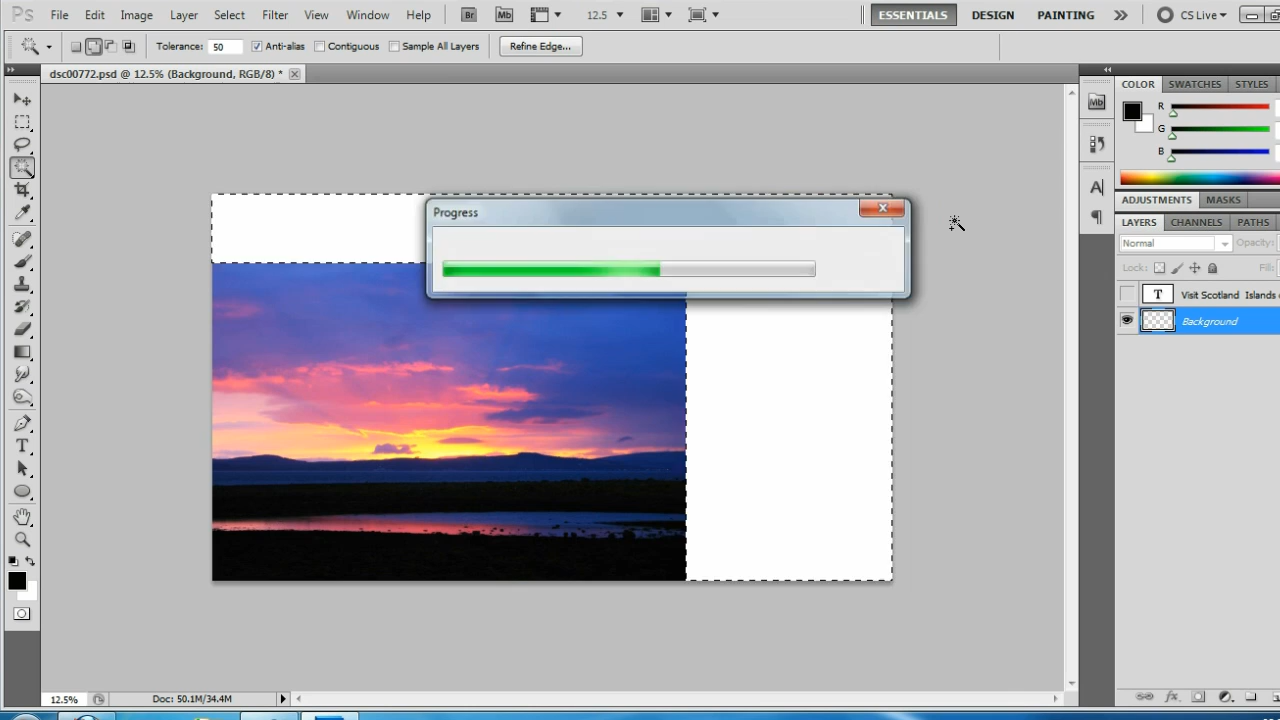 Ps File Edit Image Layer Select Filter View Window Help Br Mb 12.5 ESSENTIALS DESIGN PAINTING CS Live
Tolerance: 50 Anti-alias Contiguous Sample All Layers Refine Edge...
dsc00772.psd @ 12.5% (Background, RGB/8) *
Progress
Mb
COLOR SWATCHES STYLES
R
G
B
A
ADJUSTMENTS MASKS
LAYERS CHANNELS PATHS
Normal Opacity:
Lock: Fill:
T Visit Scotland Islands
Background
T
fx
12.5% Doc: 50.1M/34.4M